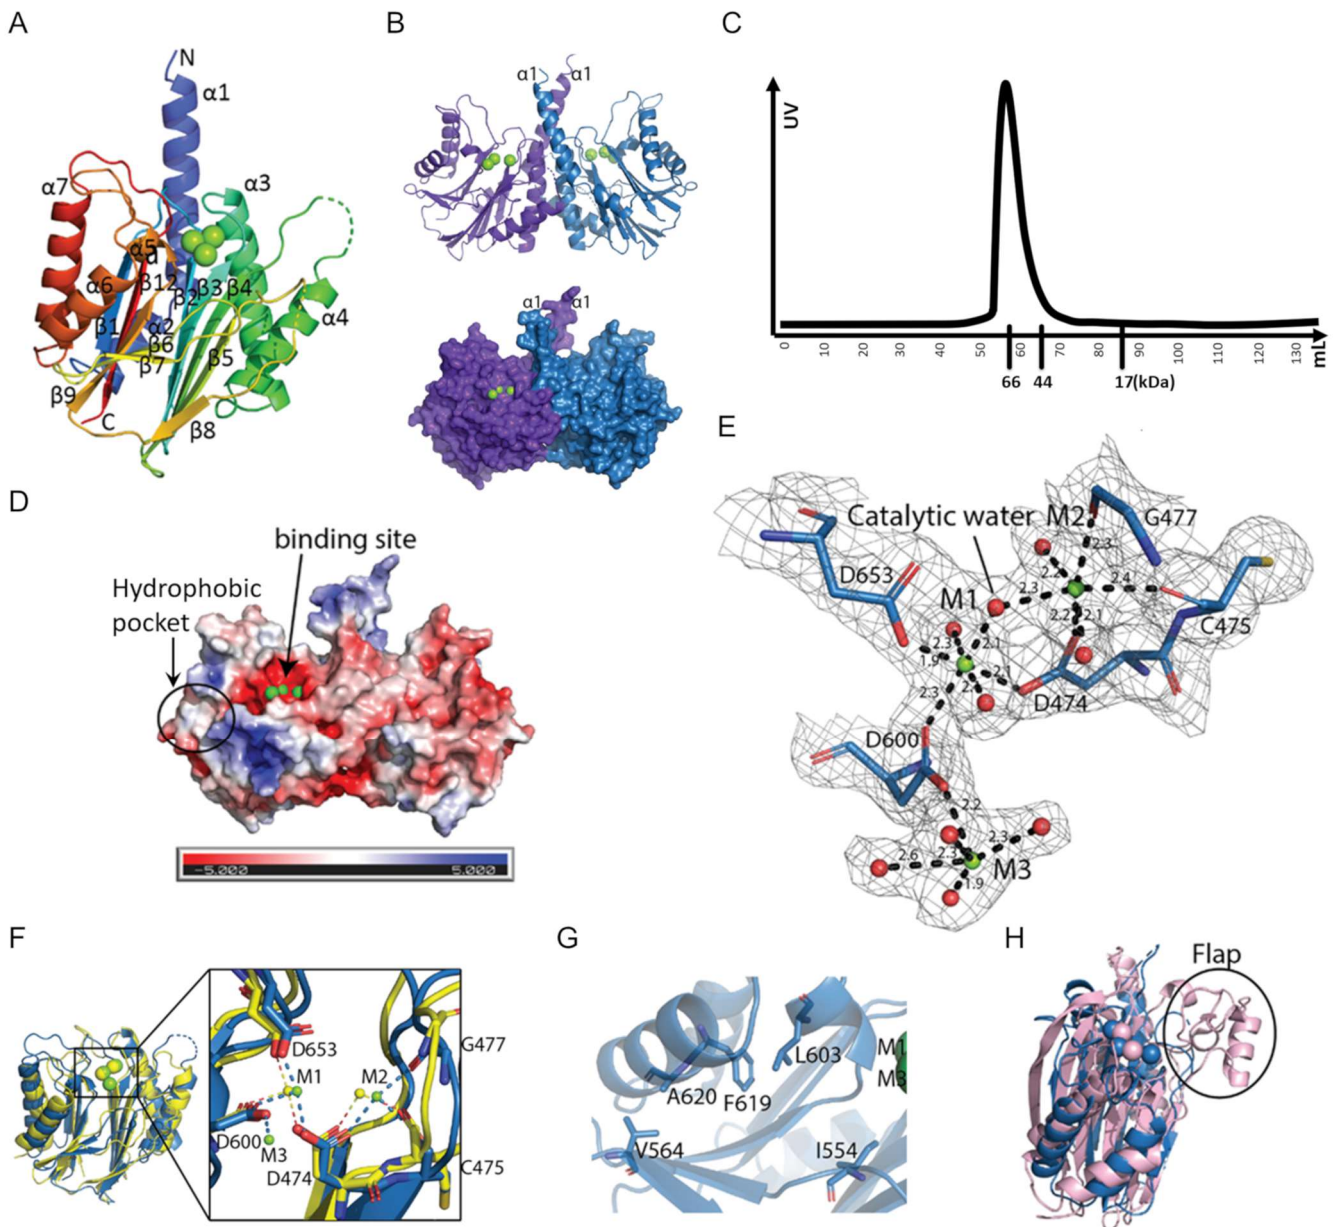 A
N
α1
α7
α3
α5
α6
β12
β2
β3
β4
β1
α2
β6
β7
β5
α4
β9
C
β8
B
α1
α1
α1
α1
C
UV
0
10
20
30
40
50
60
70
80
90
100
110
120
130
mL
66
44
17(kDa)
D
binding site
Hydrophobic
pocket
-5.000
5.000
E
Catalytic water
M2
G477
2.3
D653
M1
2.3
2.4
C475
2.2
2.1
2.3
2.1
1.9
2.1
2.3
D474
D600
2.2
2.3
2.6
2.3
M3
1.9
F
D653
G477
M1
M2
D600
M3
D474
C475
G
L603
M1
M3
A620
F619
V564
I554
H
Flap